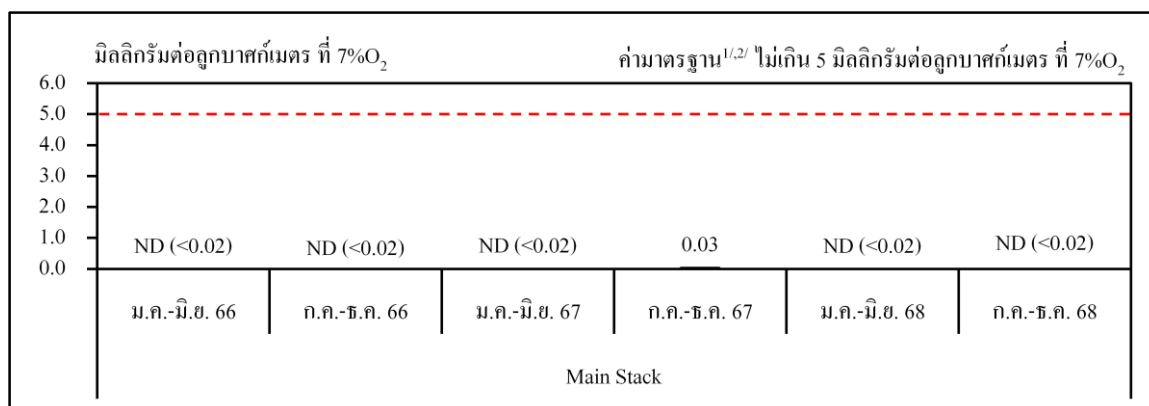 มิลลิกรัมต่อลูกบาศก์เมตร ที่ 7%O2 ค่ามาตรฐาน1/,2/ ไม่เกิน 5 มิลลิกรัมต่อลูกบาศก์เมตร ที่ 7%O2
6.0
5.0
4.0
3.0
2.0
1.0
0.0
ND (<0.02) ND (<0.02) ND (<0.02) 0.03 ND (<0.02) ND (<0.02)
ม.ค.-มิ.ย. 66 ก.ค.-ธ.ค. 66 ม.ค.-มิ.ย. 67 ก.ค.-ธ.ค. 67 ม.ค.-มิ.ย. 68 ก.ค.-ธ.ค. 68
Main Stack